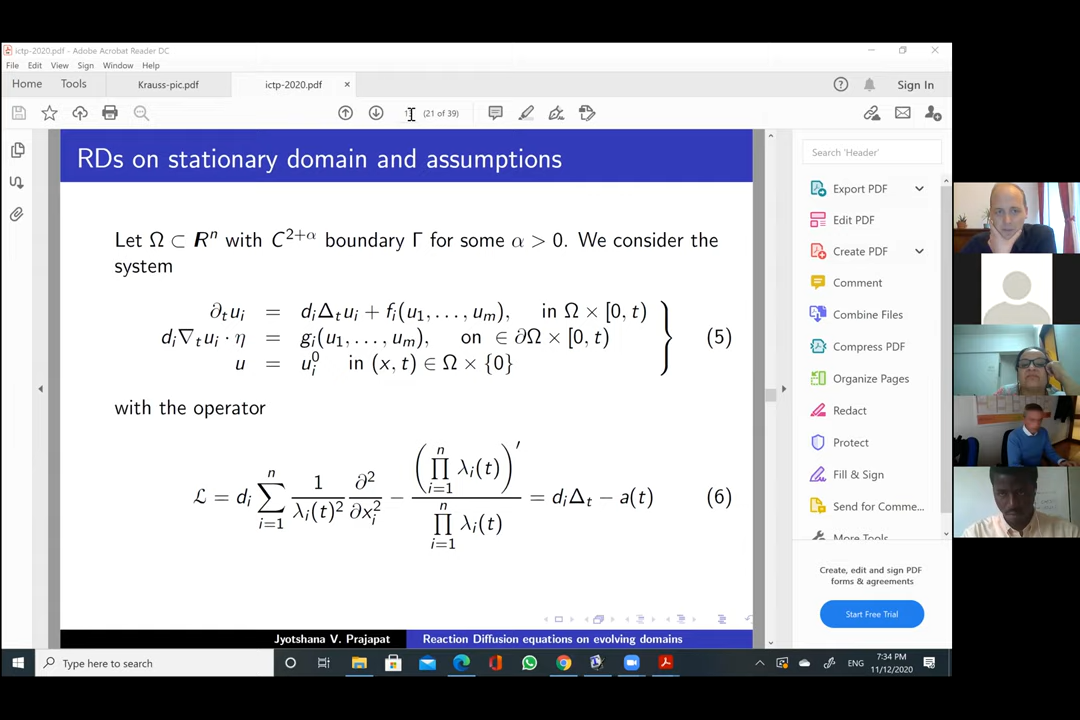 ictp-2020.pdf - Adobe Acrobat Reader DC
File Edit View Sign Window Help
Home Tools Krauss-pic.pdf ictp-2020.pdf × Sign In
(21 of 39)
RDs on stationary domain and assumptions
Let Ω ⊂ Rⁿ with C²⁺ᵅ boundary Γ for some α > 0. We consider the
system
∂ₜuᵢ = dᵢΔₜuᵢ + fᵢ(u₁, . . . , uₘ), in Ω × [0, t)
dᵢ∇ₜuᵢ · η = gᵢ(u₁, . . . , uₘ), on ∈ ∂Ω × [0, t) (5)
u = uᵢ⁰ in (x, t) ∈ Ω × {0}
with the operator
ℒ = dᵢ ∑ᵢ₌₁ⁿ 1/λᵢ(t)² ∂²/∂xᵢ² − (∏ᵢ₌₁ⁿ λᵢ(t))′ / ∏ᵢ₌₁ⁿ λᵢ(t) = dᵢΔₜ − a(t) (6)
Jyotshana V. Prajapat Reaction Diffusion equations on evolving domains
Search 'Header'
Export PDF
Edit PDF
Create PDF
Comment
Combine Files
Compress PDF
Organize Pages
Redact
Protect
Fill & Sign
Send for Comme...
More Tools
Create, edit and sign PDF
forms & agreements
Start Free Trial
Type here to search
ENG
7:34 PM
11/12/2020